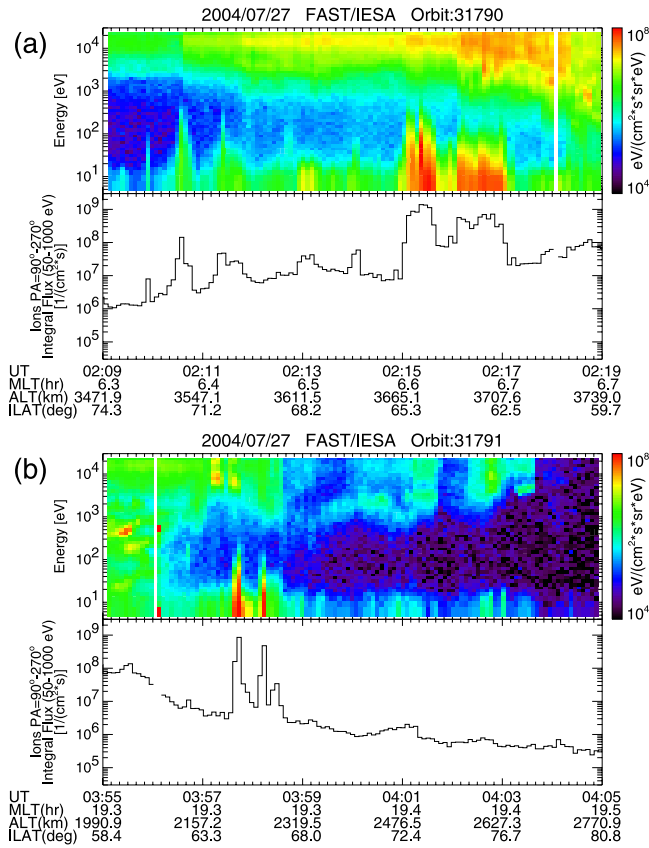 2004/07/27 FAST/IESA Orbit:31790
(a)
10⁴
10³
10²
10¹
Energy [eV]
10⁸
10⁴
eV/(cm²*s*sr*eV)
10⁹
10⁸
10⁷
10⁶
10⁵
Ions PA=90°-270°
Integral Flux (50-1000 eV)
[1/(cm²*s)]
UT 02:09 02:11 02:13 02:15 02:17 02:19
MLT(hr) 6.3 6.4 6.5 6.6 6.7 6.7
ALT(km) 3471.9 3547.1 3611.5 3665.1 3707.6 3739.0
ILAT(deg) 74.3 71.2 68.2 65.3 62.5 59.7
2004/07/27 FAST/IESA Orbit:31791
(b)
10⁴
10³
10²
10¹
Energy [eV]
10⁸
10⁴
eV/(cm²*s*sr*eV)
10⁹
10⁸
10⁷
10⁶
10⁵
Ions PA=90°-270°
Integral Flux (50-1000 eV)
[1/(cm²*s)]
UT 03:55 03:57 03:59 04:01 04:03 04:05
MLT(hr) 19.3 19.3 19.3 19.4 19.4 19.5
ALT(km) 1990.9 2157.2 2319.5 2476.5 2627.3 2770.9
ILAT(deg) 58.4 63.3 68.0 72.4 76.7 80.8